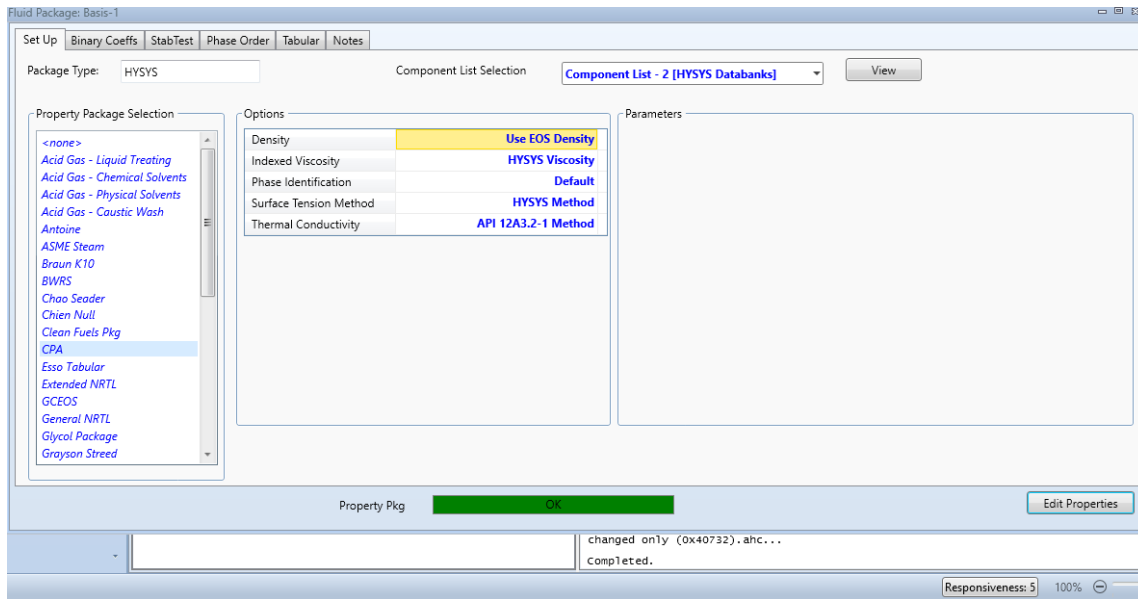 Fluid Package: Basis-1
Set Up Binary Coeffs StabTest Phase Order Tabular Notes
Package Type: HYSYS Component List Selection Component List - 2 [HYSYS Databanks] View
Property Package Selection
<none>
Acid Gas - Liquid Treating
Acid Gas - Chemical Solvents
Acid Gas - Physical Solvents
Acid Gas - Caustic Wash
Antoine
ASME Steam
Braun K10
BWRS
Chao Seader
Chien Null
Clean Fuels Pkg
CPA
Esso Tabular
Extended NRTL
GCEOS
General NRTL
Glycol Package
Grayson Streed
Options
Density Use EOS Density
Indexed Viscosity HYSYS Viscosity
Phase Identification Default
Surface Tension Method HYSYS Method
Thermal Conductivity API 12A3.2-1 Method
Parameters
Property Pkg OK Edit Properties
changed only (0x40732).ahc...
Completed.
Responsiveness: 5 100%